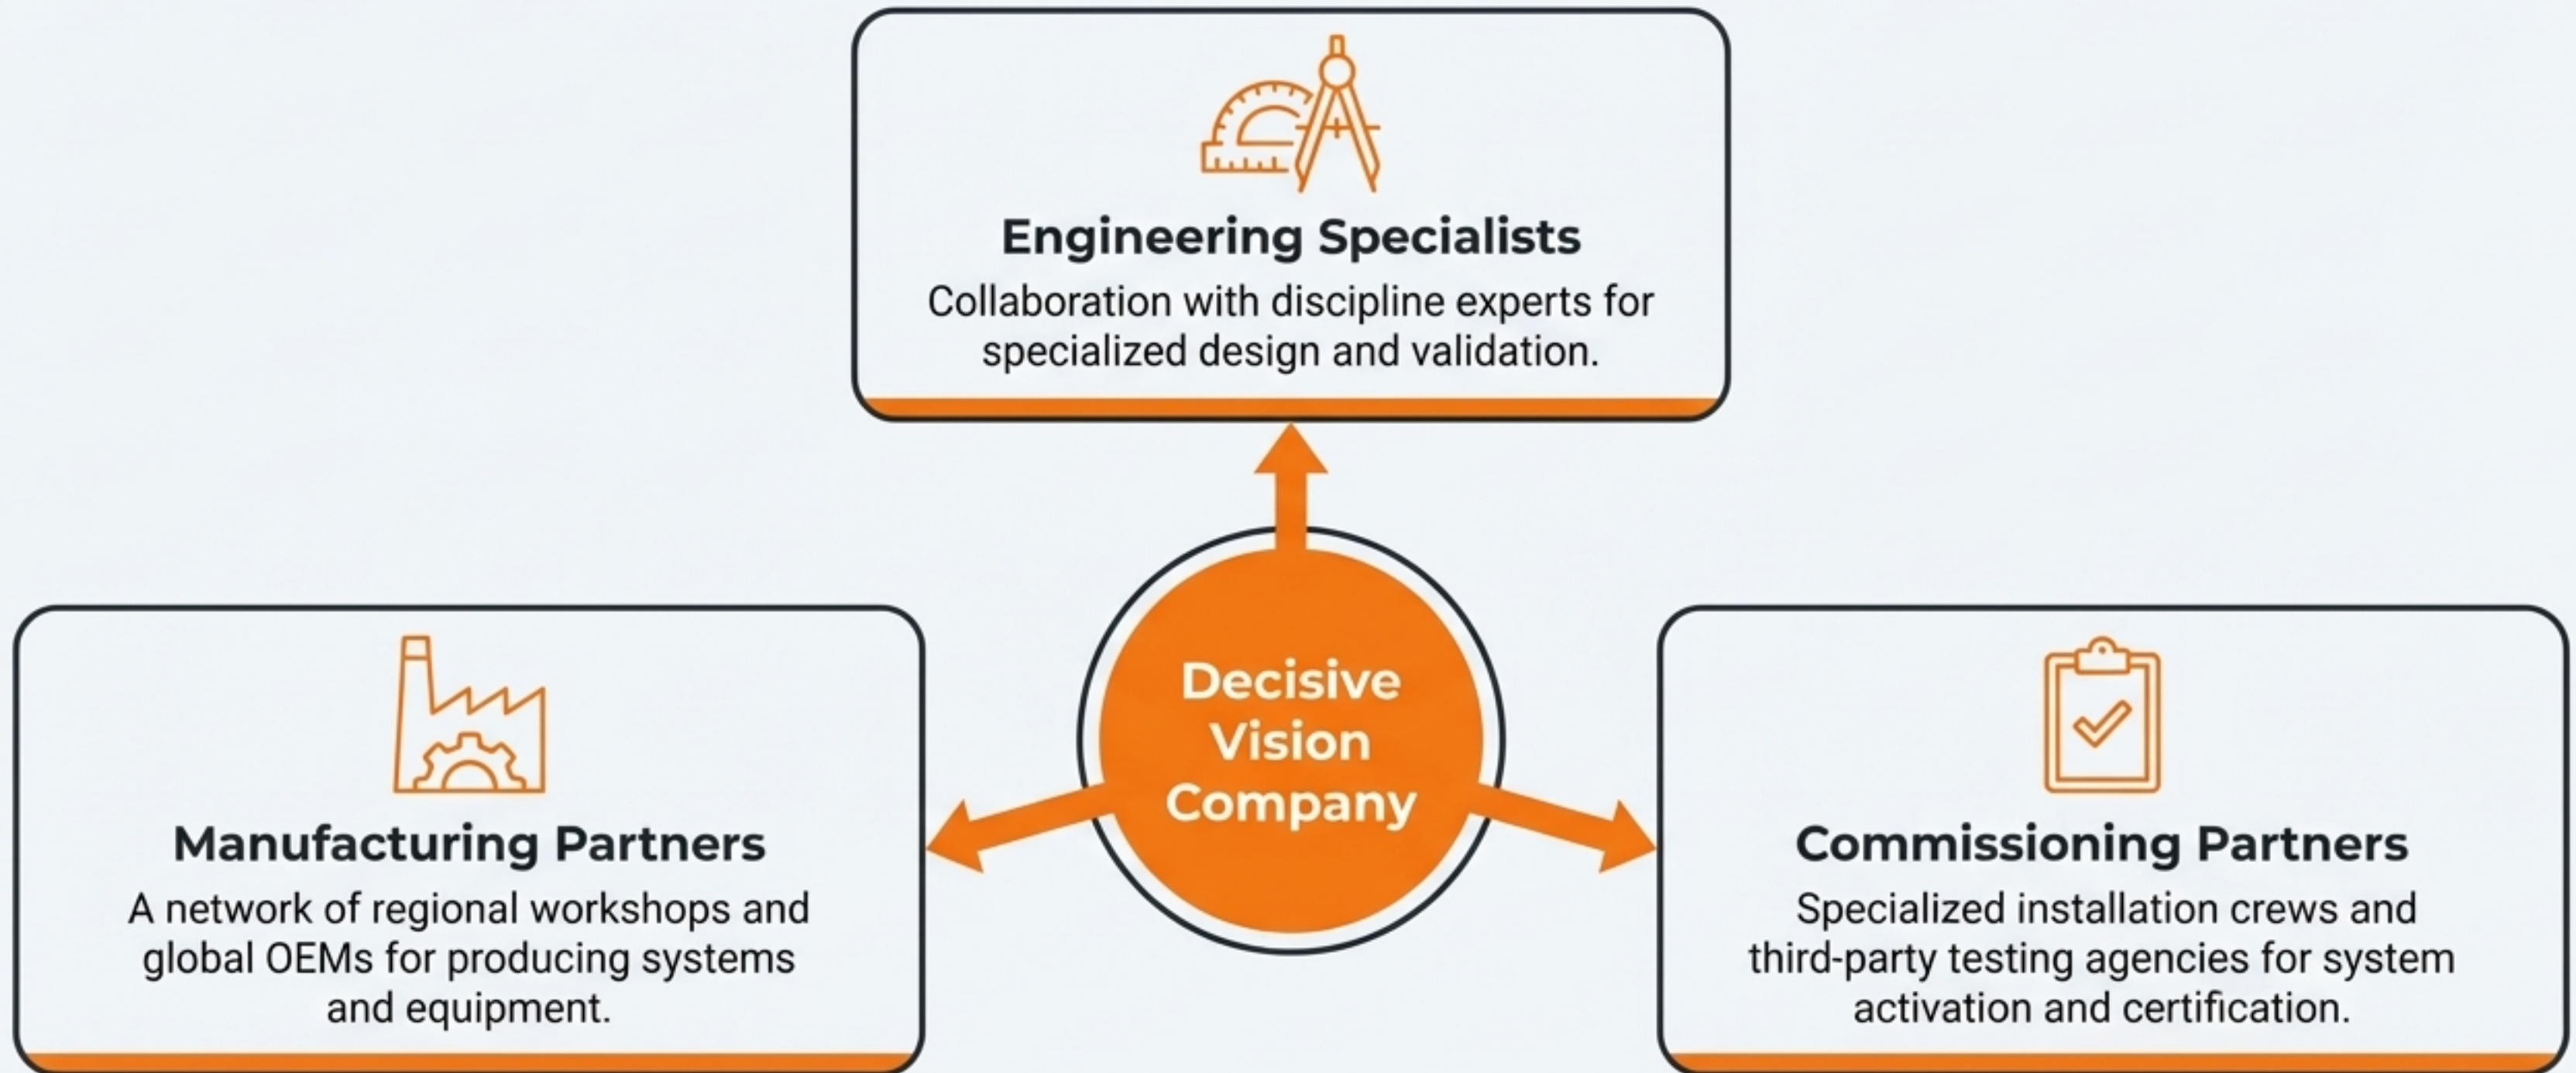 Engineering Specialists
Collaboration with discipline experts for
specialized design and validation.
Decisive
Vision
Company
Manufacturing Partners
A network of regional workshops and
global OEMs for producing systems
and equipment.
Commissioning Partners
Specialized installation crews and
third-party testing agencies for system
activation and certification.